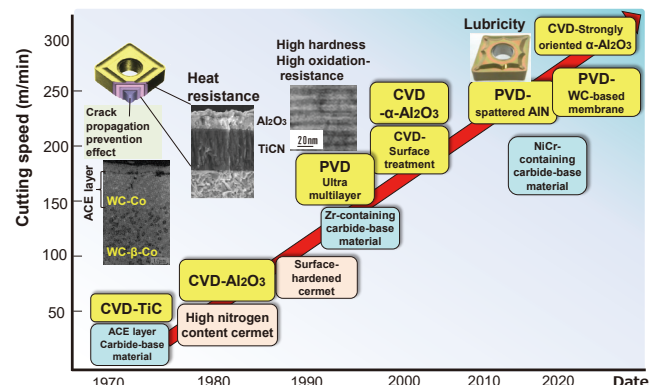 Cutting speed (m/min)
300
250
200
150
100
50
1970
1980
1990
2000
2010
2020
Date
Crack
propagation
prevention
effect
ACE layer
WC-Co
WC-β-Co
Heat
resistance
Al2O3
TiCN
High hardness
High oxidation-
resistance
20nm
Lubricity
CVD-TiC
ACE layer
Carbide-base
material
CVD-Al2O3
High nitrogen
content cermet
Surface-
hardened
cermet
PVD
Ultra
multilayer
Zr-containing
carbide-base
material
CVD
-α-Al2O3
CVD-
Surface
treatment
PVD-
spattered AlN
CVD-Strongly
oriented α-Al2O3
PVD-
WC-based
membrane
NiCr-
containing
carbide-base
material